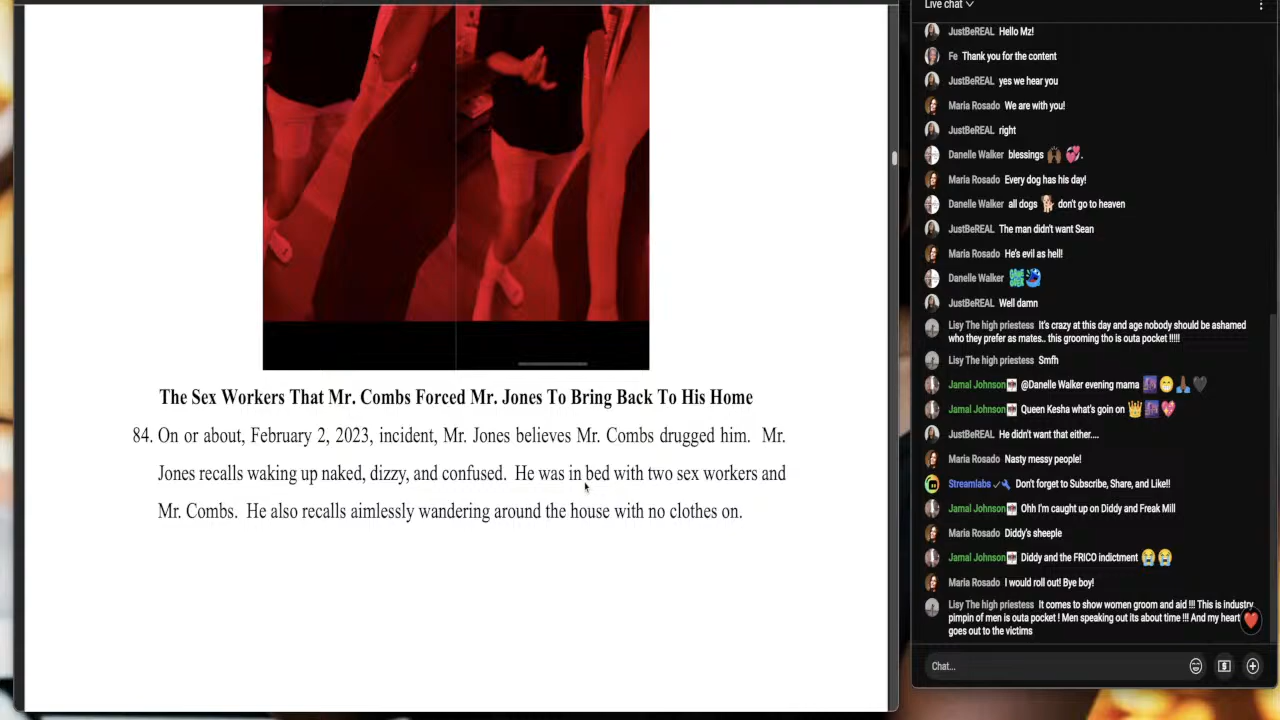 The Sex Workers That Mr. Combs Forced Mr. Jones To Bring Back To His Home
84. On or about, February 2, 2023, incident, Mr. Jones believes Mr. Combs drugged him.  Mr.
Jones recalls waking up naked, dizzy, and confused.  He was in bed with two sex workers and
Mr. Combs.  He also recalls aimlessly wandering around the house with no clothes on.
Live chat
JustBeREAL Hello Mz!
Fe Thank you for the content
JustBeREAL yes we hear you
Maria Rosado We are with you!
JustBeREAL right
Danelle Walker blessings 🙌🏾 💞.
Maria Rosado Every dog has his day!
Danelle Walker all dogs 🐕 don't go to heaven
JustBeREAL The man didn't want Sean
Maria Rosado He's evil as hell!
Danelle Walker
JustBeREAL Well damn
Lisy The high priestess It's crazy at this day and age nobody should be ashamed
who they prefer as mates.. this grooming tho is outa pocket !!!!!
Lisy The high priestess Smfh
Jamal Johnson @Danelle Walker evening mama 🌆😁🙏🏾🖤
Jamal Johnson Queen Kesha what's goin on 👑🌆💖
JustBeREAL He didn't want that either....
Maria Rosado Nasty messy people!
Streamlabs ✓🔧 Don't forget to Subscribe, Share, and Like!!
Jamal Johnson Ohh I'm caught up on Diddy and Freak Mill
Maria Rosado Diddy's sheeple
Jamal Johnson Diddy and the FRICO indictment 😭😭
Maria Rosado I would roll out! Bye boy!
Lisy The high priestess It comes to show women groom and aid !!! This is industry
pimpin of men is outa pocket ! Men speaking out its about time !!! And my heart
goes out to the victims
Chat...